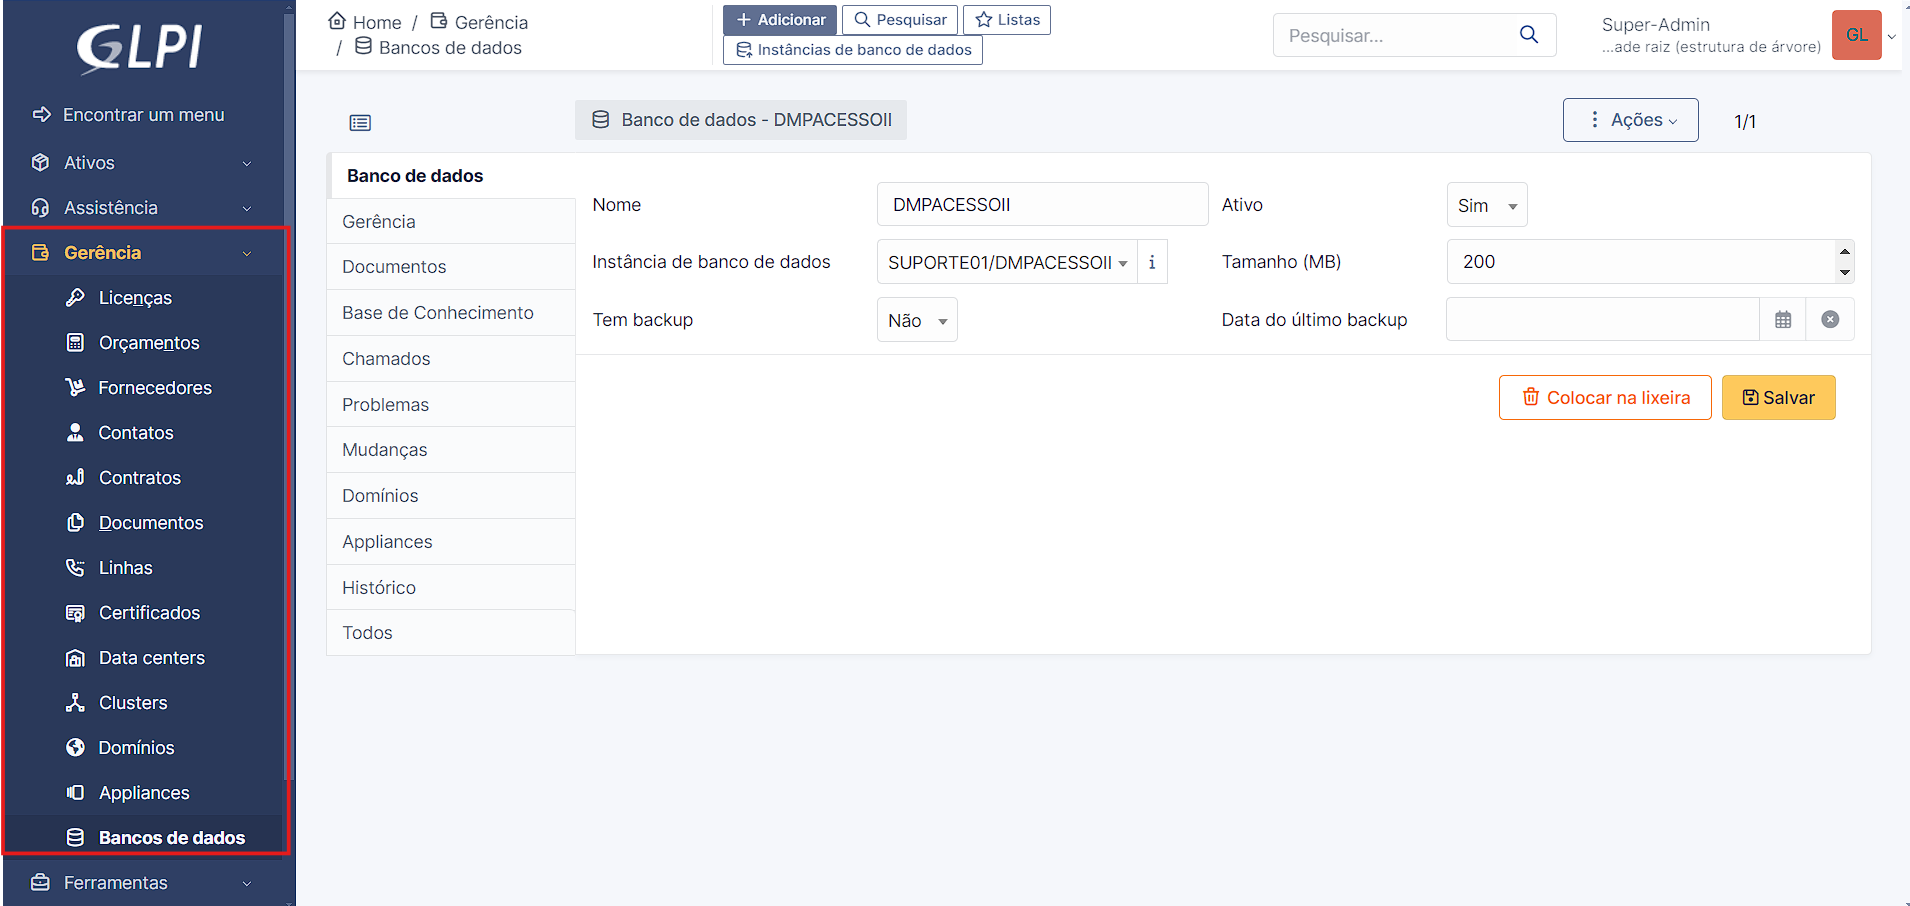 GLPI
Encontrar um menu
Ativos
Assistência
Gerência
Licenças
Orçamentos
Fornecedores
Contatos
Contratos
Documentos
Linhas
Certificados
Data centers
Clusters
Domínios
Appliances
Bancos de dados
Ferramentas
Home / Gerência
/ Bancos de dados
+ Adicionar
Pesquisar
Listas
Instâncias de banco de dados
Pesquisar...
Super-Admin
...ade raiz (estrutura de árvore)
GL
Banco de dados - DMPACESSOII
Ações
1/1
Banco de dados
Gerência
Documentos
Base de Conhecimento
Chamados
Problemas
Mudanças
Domínios
Appliances
Histórico
Todos
Nome
DMPACESSOII
Ativo
Sim
Instância de banco de dados
SUPORTE01/DMPACESSOII
i
Tamanho (MB)
200
Tem backup
Não
Data do último backup
Colocar na lixeira
Salvar